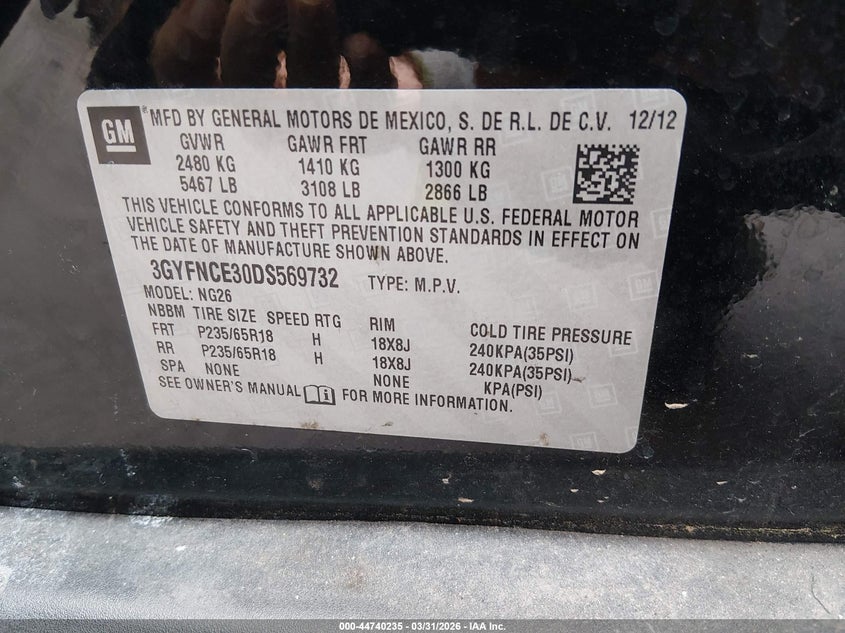 GM
® MFD BY GENERAL MOTORS DE MEXICO, S. DE R.L. DE C.V. 12/12
GVWR GAWR FRT GAWR RR
2480 KG 1410 KG 1300 KG
5467 LB 3108 LB 2866 LB
THIS VEHICLE CONFORMS TO ALL APPLICABLE U.S. FEDERAL MOTOR
VEHICLE SAFETY AND THEFT PREVENTION STANDARDS IN EFFECT ON
THE DATE OF MANUFACTURE SHOWN ABOVE.
3GYFNCE30DS569732 TYPE: M.P.V.
MODEL: NG26
NBBM TIRE SIZE SPEED RTG RIM COLD TIRE PRESSURE
FRT P235/65R18 H 18X8J 240KPA(35PSI)
RR P235/65R18 H 18X8J 240KPA(35PSI)
SPA NONE NONE KPA(PSI)
SEE OWNER'S MANUAL FOR MORE INFORMATION.
000-44740235 - 03/31/2026 - IAA Inc.